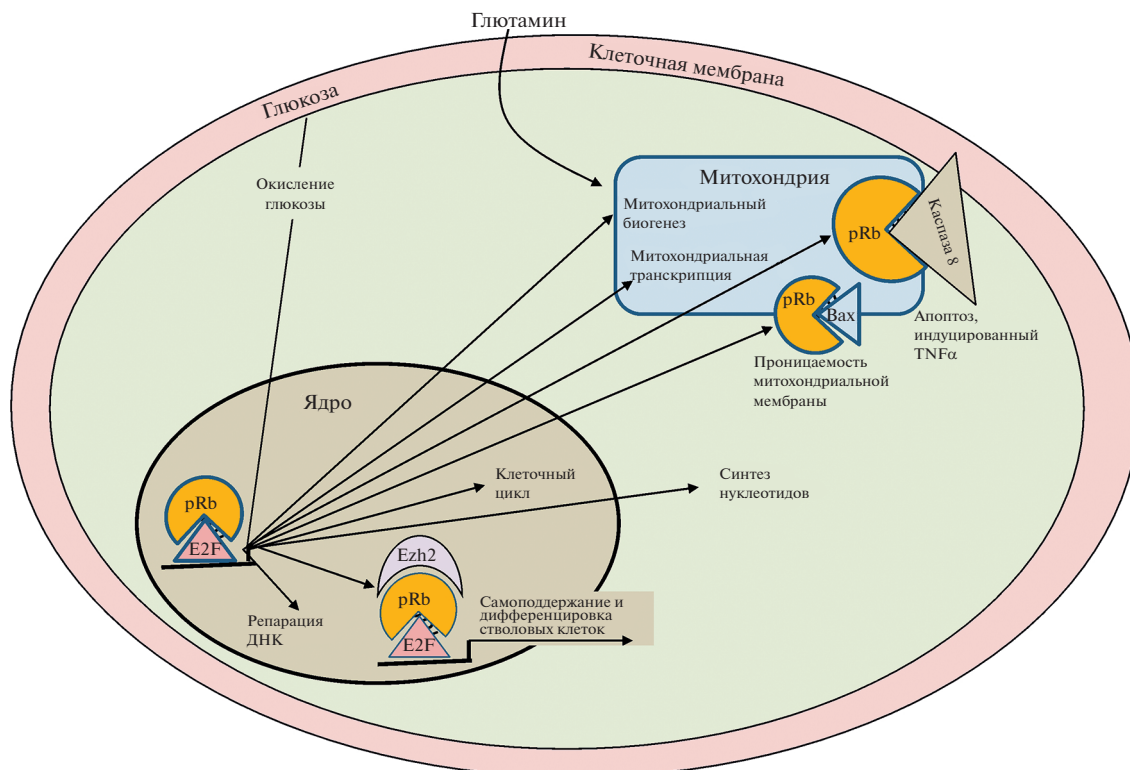 Глютамин
Клеточная мембрана
Глюкоза
Окисление
глюкозы
Митохондрия
Митохондриальный
биогенез
Митохондриальная
транскрипция
pRb
Каспаза 8
pRb
Bax
Апоптоз,
индуцированный
TNFα
Проницаемость
митохондриальной
мембраны
Ядро
Клеточный
цикл
Синтез
нуклеотидов
pRb
E2F
Ezh2
pRb
E2F
Репарация
ДНК
Самоподдержание и
дифференцировка
стволовых клеток